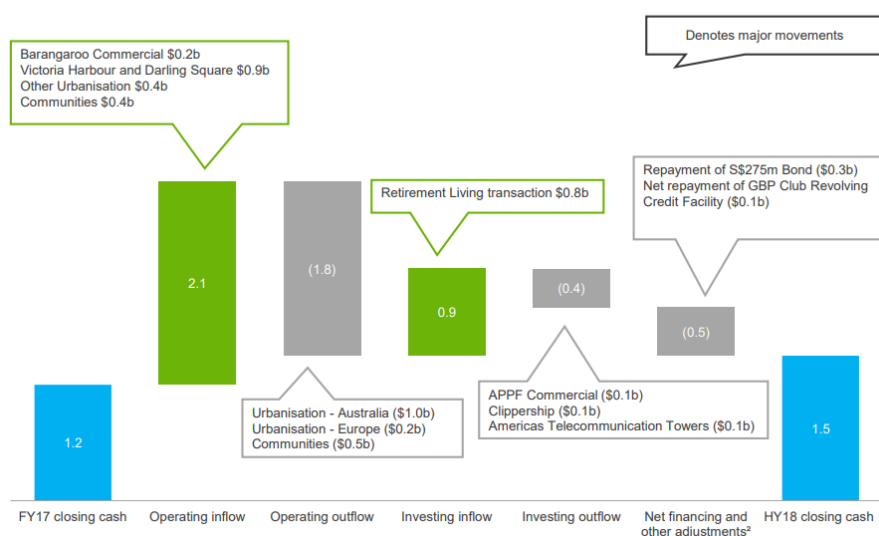 Denotes major movements
Barangaroo Commercial $0.2b
Victoria Harbour and Darling Square $0.9b
Other Urbanisation $0.4b
Communities $0.4b
Repayment of S$275m Bond ($0.3b)
Net repayment of GBP Club Revolving
Credit Facility ($0.1b)
Retirement Living transaction $0.8b
2.1
(1.8)
0.9
(0.4)
(0.5)
1.2
1.5
Urbanisation - Australia ($1.0b)
Urbanisation - Europe ($0.2b)
Communities ($0.5b)
APPF Commercial ($0.1b)
Clippership ($0.1b)
Americas Telecommunication Towers ($0.1b)
FY17 closing cash
Operating inflow
Operating outflow
Investing inflow
Investing outflow
Net financing and
other adjustments²
HY18 closing cash